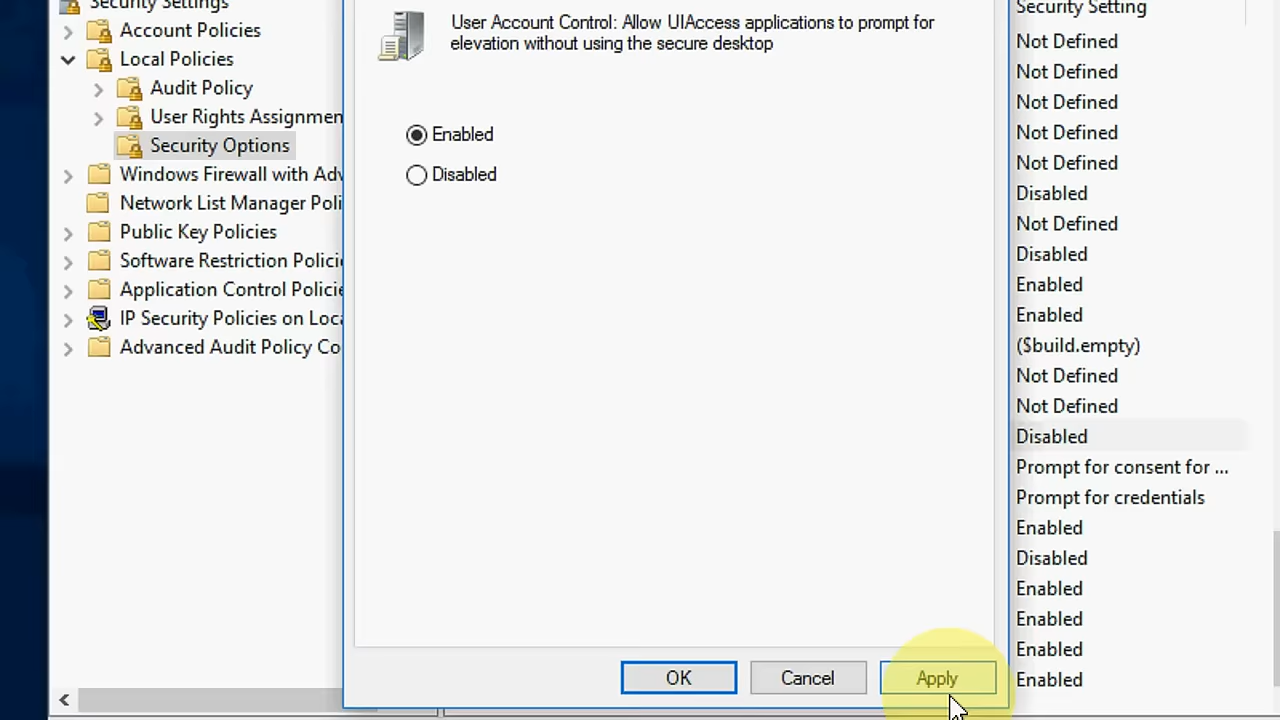 Security Settings
Account Policies
Local Policies
Audit Policy
User Rights Assignmen
Security Options
Windows Firewall with Adv
Network List Manager Poli
Public Key Policies
Software Restriction Polici
Application Control Policie
IP Security Policies on Loc
Advanced Audit Policy Co
User Account Control: Allow UIAccess applications to prompt for
elevation without using the secure desktop
Enabled
Disabled
OK
Cancel
Apply
Security Setting
Not Defined
Not Defined
Not Defined
Not Defined
Not Defined
Disabled
Not Defined
Disabled
Enabled
Enabled
($build.empty)
Not Defined
Not Defined
Disabled
Prompt for consent for ...
Prompt for credentials
Enabled
Disabled
Enabled
Enabled
Enabled
Enabled